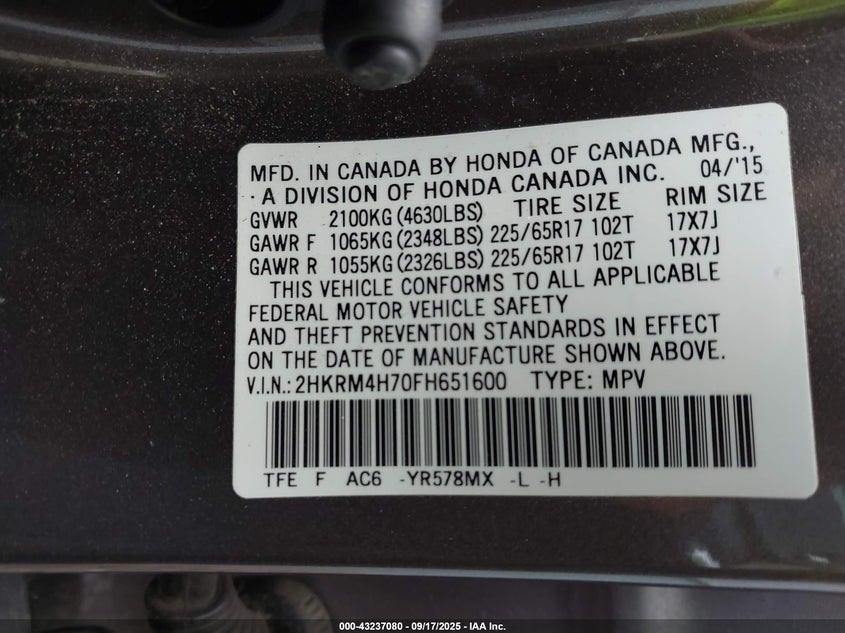 MFD. IN CANADA BY HONDA OF CANADA MFG.,
A DIVISION OF HONDA CANADA INC. 04/'15
GVWR 2100KG (4630LBS) TIRE SIZE RIM SIZE
GAWR F 1065KG (2348LBS) 225/65R17 102T 17X7J
GAWR R 1055KG (2326LBS) 225/65R17 102T 17X7J
THIS VEHICLE CONFORMS TO ALL APPLICABLE
FEDERAL MOTOR VEHICLE SAFETY
AND THEFT PREVENTION STANDARDS IN EFFECT
ON THE DATE OF MANUFACTURE SHOWN ABOVE.
V.I.N.: 2HKRM4H70FH651600 TYPE: MPV
TFE F AC6 -YR578MX -L -H
000-43237080 - 09/17/2025 - IAA Inc.